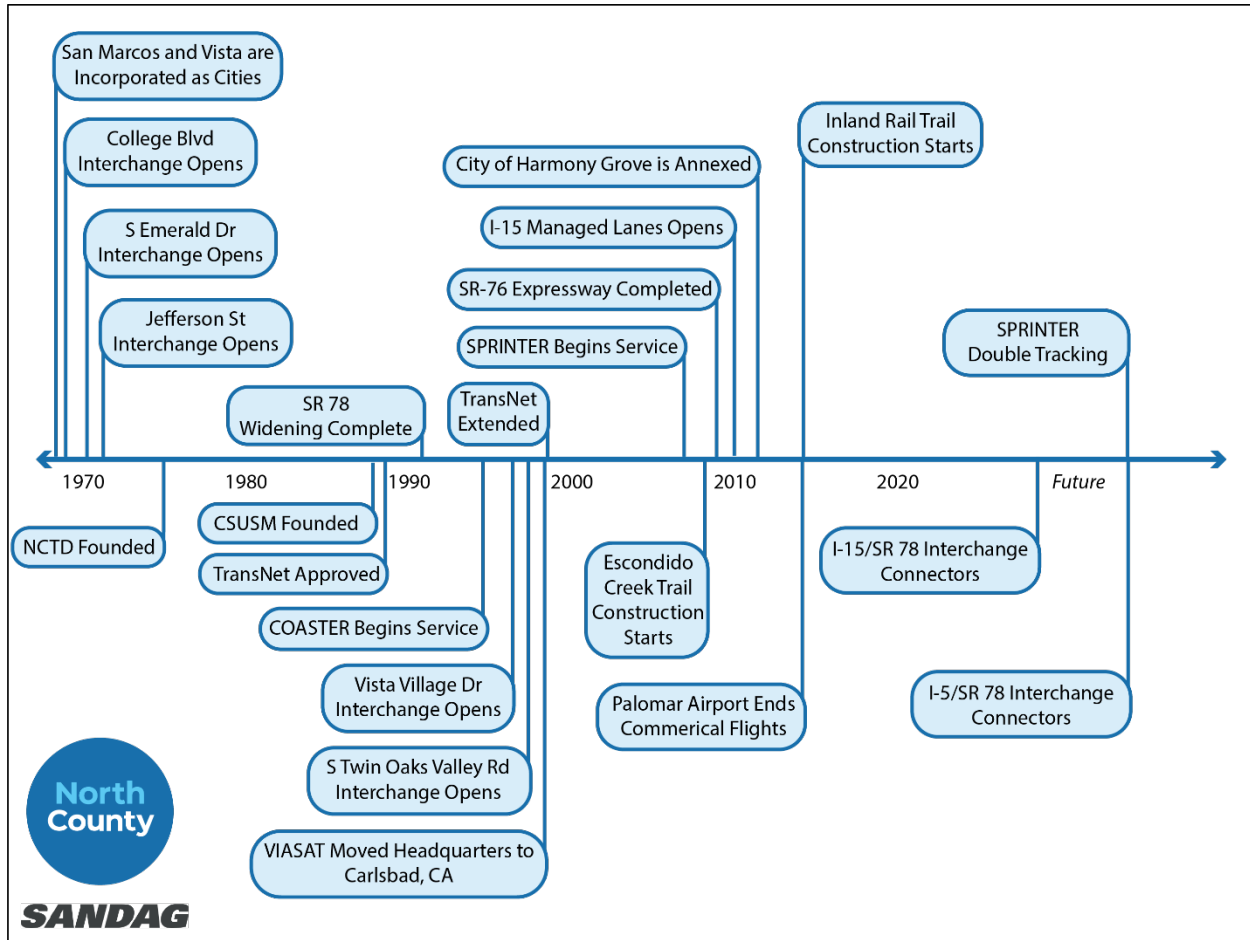 San Marcos and Vista are
Incorporated as Cities
College Blvd
Interchange Opens
S Emerald Dr
Interchange Opens
Jefferson St
Interchange Opens
SR 78
Widening Complete
TransNet
Extended
City of Harmony Grove is Annexed
I-15 Managed Lanes Opens
SR-76 Expressway Completed
SPRINTER Begins Service
Inland Rail Trail
Construction Starts
SPRINTER
Double Tracking
1970
1980
1990
2000
2010
2020
Future
NCTD Founded
CSUSM Founded
TransNet Approved
COASTER Begins Service
Vista Village Dr
Interchange Opens
S Twin Oaks Valley Rd
Interchange Opens
VIASAT Moved Headquarters to
Carlsbad, CA
Escondido
Creek Trail
Construction
Starts
Palomar Airport Ends
Commerical Flights
I-15/SR 78 Interchange
Connectors
I-5/SR 78 Interchange
Connectors
North
County
SANDAG